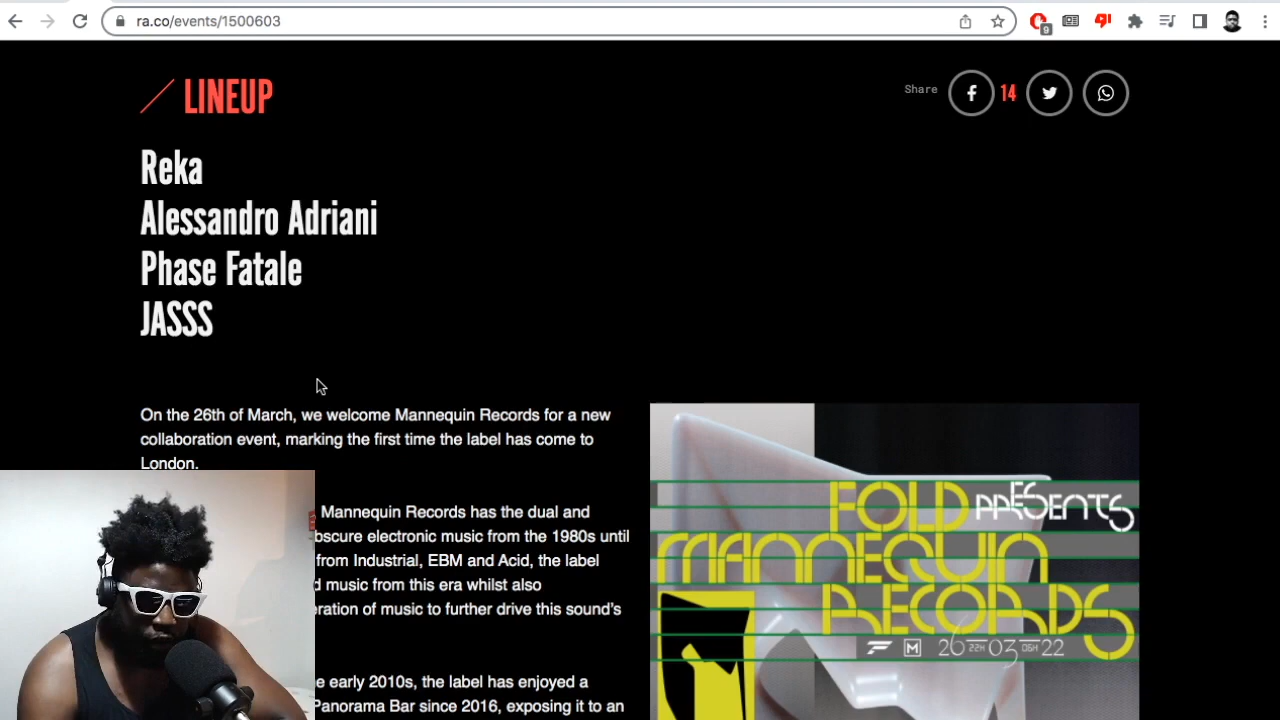 ra.co/events/1500603
9
LINEUP
Share
14
Reka
Alessandro Adriani
Phase Fatale
JASSS
On the 26th of March, we welcome Mannequin Records for a new
collaboration event, marking the first time the label has come to
London.
Mannequin Records has the dual and
bscure electronic music from the 1980s until
from Industrial, EBM and Acid, the label
d music from this era whilst also
eration of music to further drive this sound's
e early 2010s, the label has enjoyed a
Panorama Bar since 2016, exposing it to an
FOLD PRESENTS
MANNEQUIN
RECORDS
M 26 22H 03 06H 22